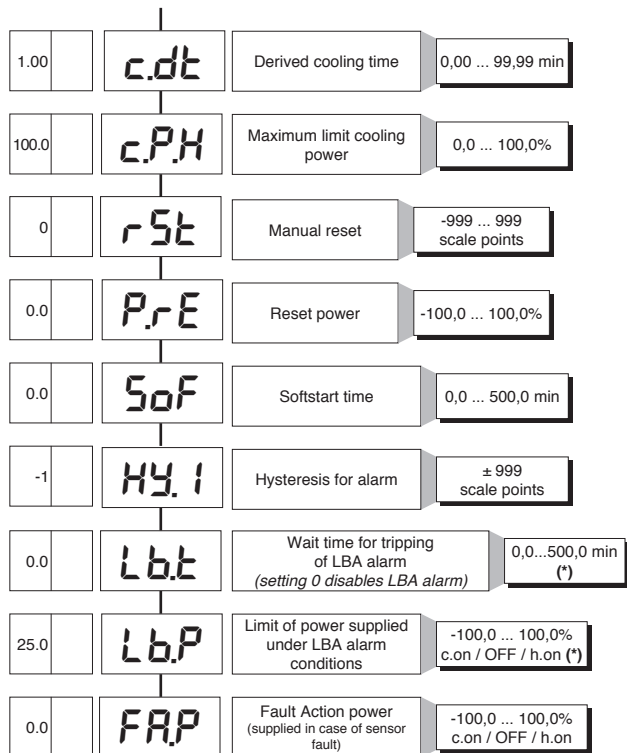 1.00
c.dt
Derived cooling time
0,00 ... 99,99 min
100.0
c.P.H
Maximum limit cooling
power
0,0 ... 100,0%
0
rSt
Manual reset
-999 ... 999
scale points
0.0
P.rE
Reset power
-100,0 ... 100,0%
0.0
SoF
Softstart time
0,0 ... 500,0 min
-1
HY. 1
Hysteresis for alarm
± 999
scale points
0.0
Lb.t
Wait time for tripping
of LBA alarm
(setting 0 disables LBA alarm)
0,0...500,0 min
(*)
25.0
Lb.P
Limit of power supplied
under LBA alarm
conditions
-100,0 ... 100,0%
c.on / OFF / h.on (*)
0.0
FA.P
Fault Action power
(supplied in case of sensor
fault)
-100,0 ... 100,0%
c.on / OFF / h.on